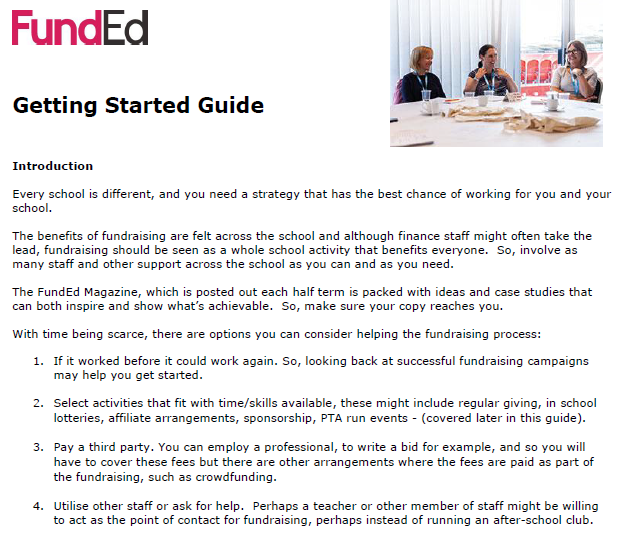 FundEd
Getting Started Guide
Introduction
Every school is different, and you need a strategy that has the best chance of working for you and your
school.
The benefits of fundraising are felt across the school and although finance staff might often take the
lead, fundraising should be seen as a whole school activity that benefits everyone.  So, involve as
many staff and other support across the school as you can and as you need.
The FundEd Magazine, which is posted out each half term is packed with ideas and case studies that
can both inspire and show what's achievable.  So, make sure your copy reaches you.
With time being scarce, there are options you can consider helping the fundraising process:
1. If it worked before it could work again. So, looking back at successful fundraising campaigns
may help you get started.
2. Select activities that fit with time/skills available, these might include regular giving, in school
lotteries, affiliate arrangements, sponsorship, PTA run events - (covered later in this guide).
3. Pay a third party. You can employ a professional, to write a bid for example, and so you will
have to cover these fees but there are other arrangements where the fees are paid as part of
the fundraising, such as crowdfunding.
4. Utilise other staff or ask for help.  Perhaps a teacher or other member of staff might be willing
to act as the point of contact for fundraising, perhaps instead of running an after-school club.